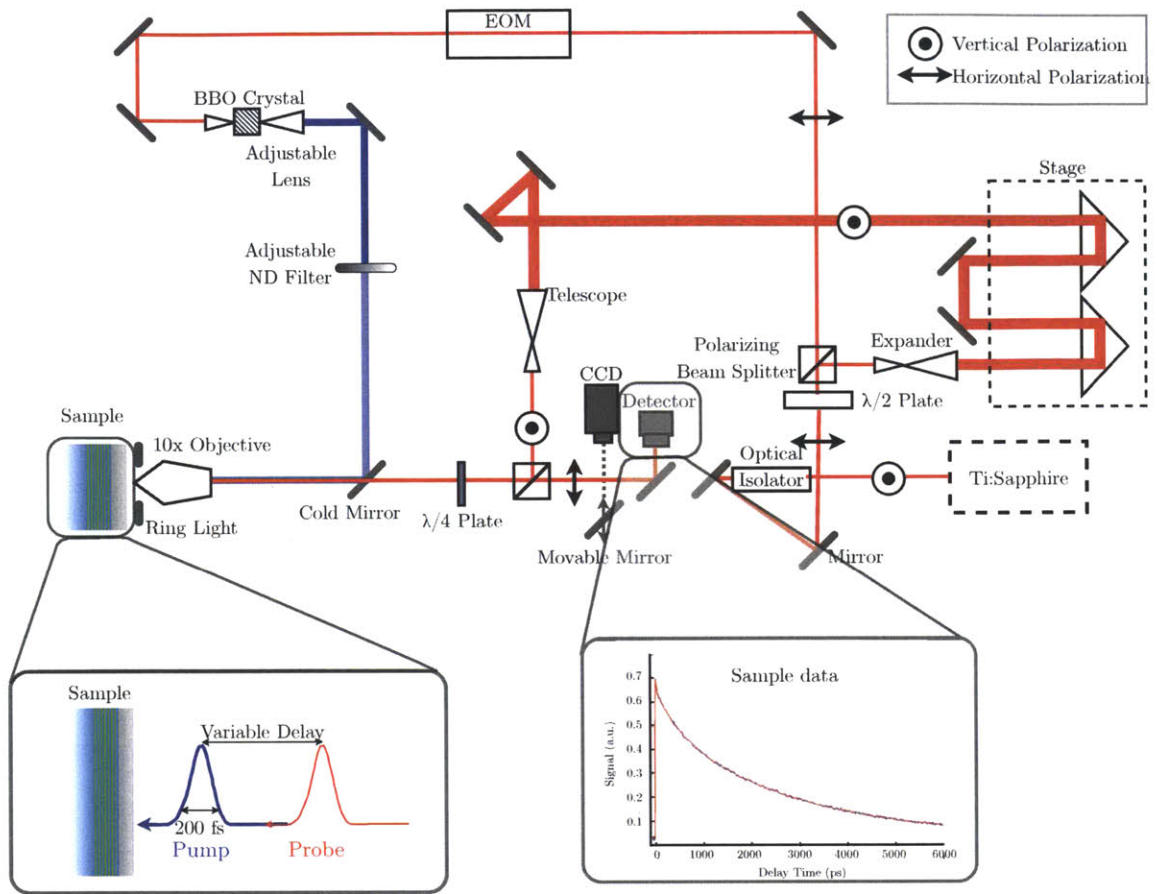 EOM
Vertical Polarization
Horizontal Polarization
BBO Crystal
Adjustable
Lens
Stage
Adjustable
ND Filter
Telescope
Polarizing
Beam Splitter
Expander
CCD
Detector
λ/2 Plate
Sample
10x Objective
Optical
Isolator
Ti:Sapphire
Ring Light
Cold Mirror
λ/4 Plate
Movable Mirror
Mirror
Sample
Variable Delay
200 fs
Pump
Probe
Sample data
Signal (a.u.)
0.7
0.6
0.5
0.4
0.3
0.2
0.1
0
1000
2000
3000
4000
5000
6000
Delay Time (ps)